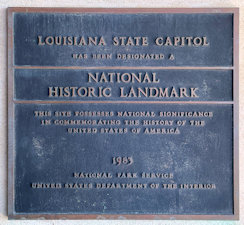 LOUISIANA STATE CAPITOL
HAS BEEN DESIGNATED A
NATIONAL
HISTORIC LANDMARK
THIS SITE POSSESSES NATIONAL SIGNIFICANCE
IN COMMEMORATING THE HISTORY OF THE
UNITED STATES OF AMERICA
1983
NATIONAL PARK SERVICE
UNITED STATES DEPARTMENT OF THE INTERIOR